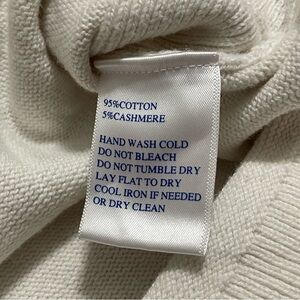 95%COTTON
5%CASHMERE
HAND WASH COLD
DO NOT BLEACH
DO NOT TUMBLE DRY
LAY FLAT TO DRY
COOL IRON IF NEEDED
OR DRY CLEAN